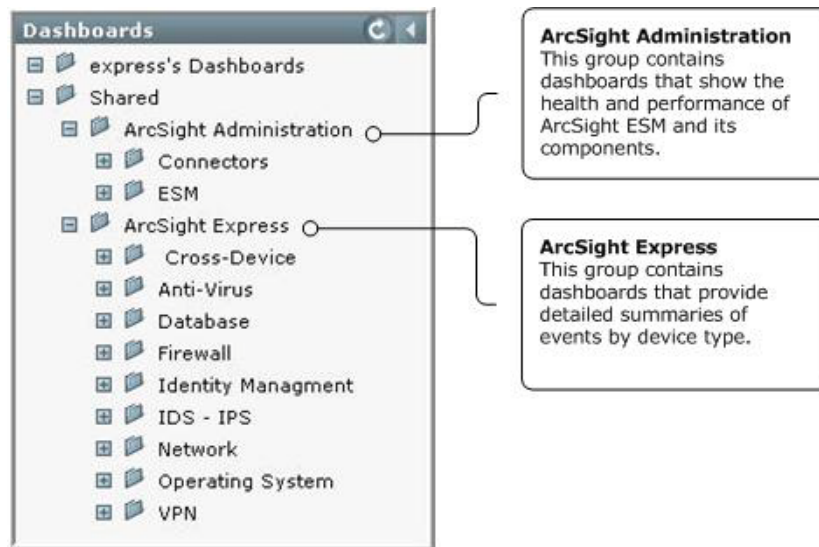 Dashboards
express's Dashboards
Shared
ArcSight Administration
Connectors
ESM
ArcSight Express
Cross-Device
Anti-Virus
Database
Firewall
Identity Managment
IDS - IPS
Network
Operating System
VPN
ArcSight Administration
This group contains
dashboards that show the
health and performance of
ArcSight ESM and its
components.
ArcSight Express
This group contains
dashboards that provide
detailed summaries of
events by device type.